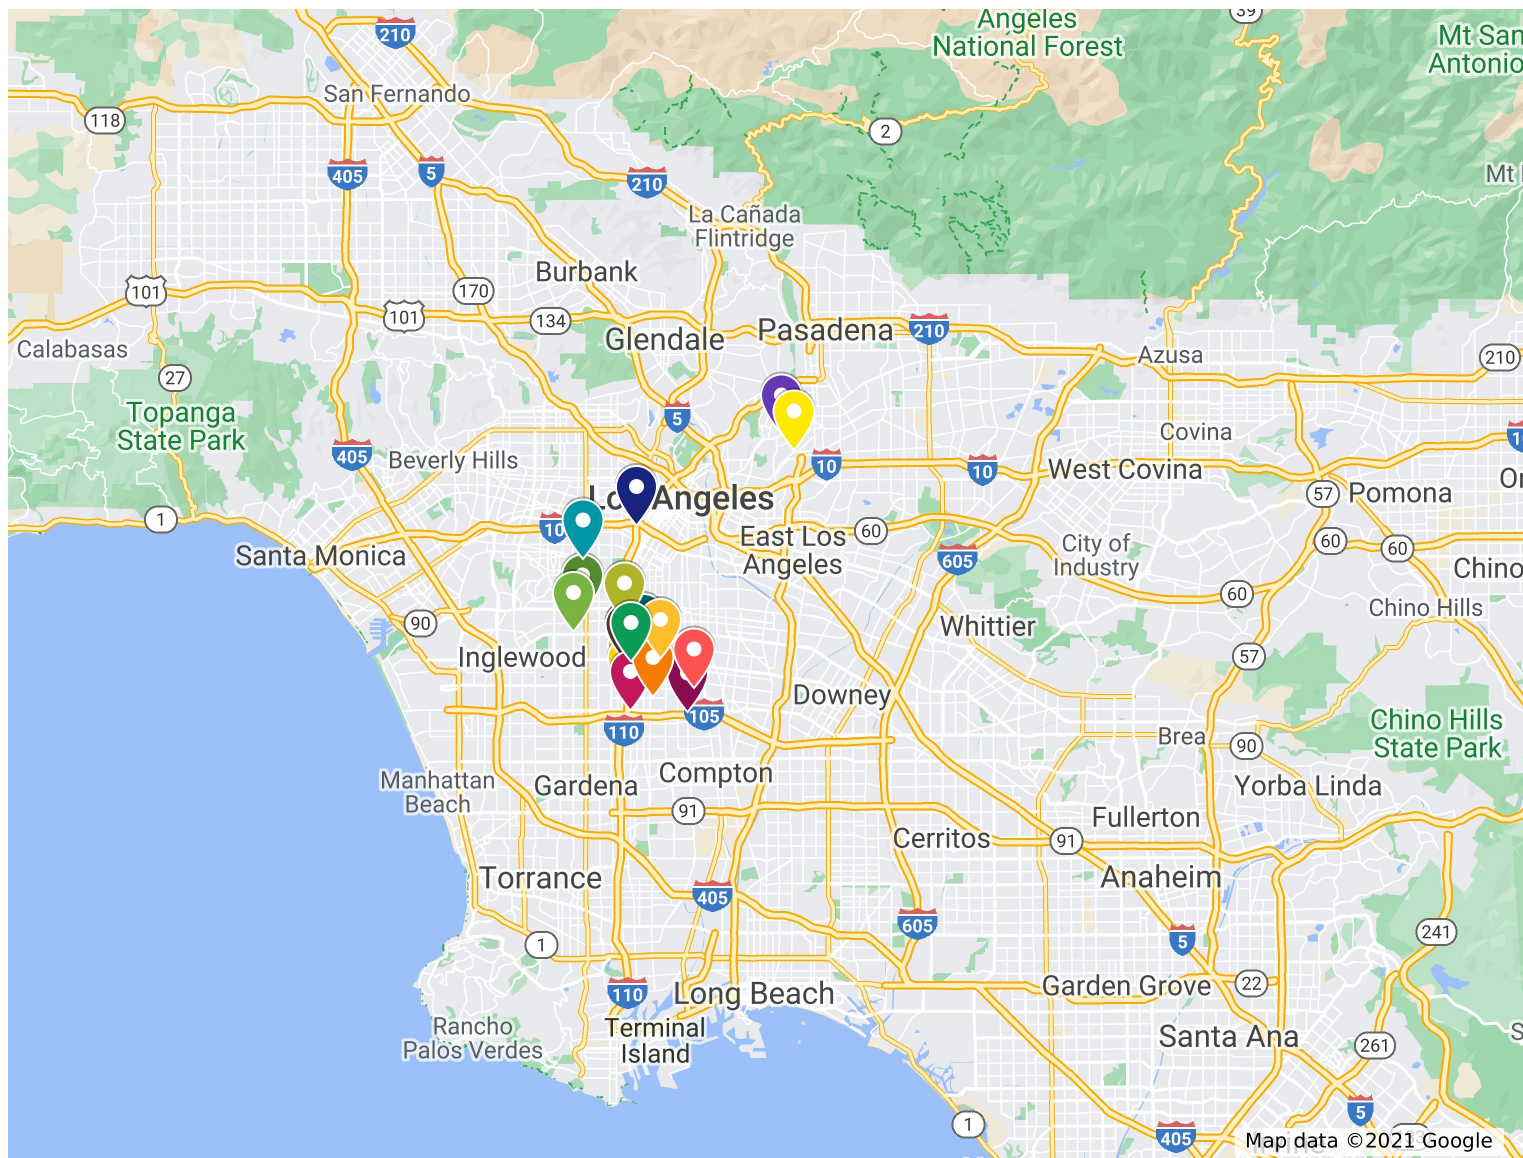 Angeles
National Forest
39
Mt San
Antonio
210
San Fernando
118
2
405
5
210
Mt
La Cañada
Flintridge
Burbank
101
170
101
134
Glendale
Pasadena
210
Calabasas
Azusa
210
27
Topanga
State Park
5
405
Beverly Hills
Covina
10
10
West Covina
57
Pomona
Los Angeles
1
10
60
East Los
Angeles
Santa Monica
605
City of
Industry
60
60
Chino
60
Chino Hills
90
Whittier
Inglewood
57
Downey
105
110
Chino Hills
State Park
Brea
90
Manhattan
Beach
Gardena
Compton
Yorba Linda
91
Fullerton
Cerritos
91
Torrance
Anaheim
405
605
5
241
1
110
Long Beach
Garden Grove
22
Rancho
Palos Verdes
Terminal
Island
Santa Ana
261
1
5
405
Map data ©2021 Google